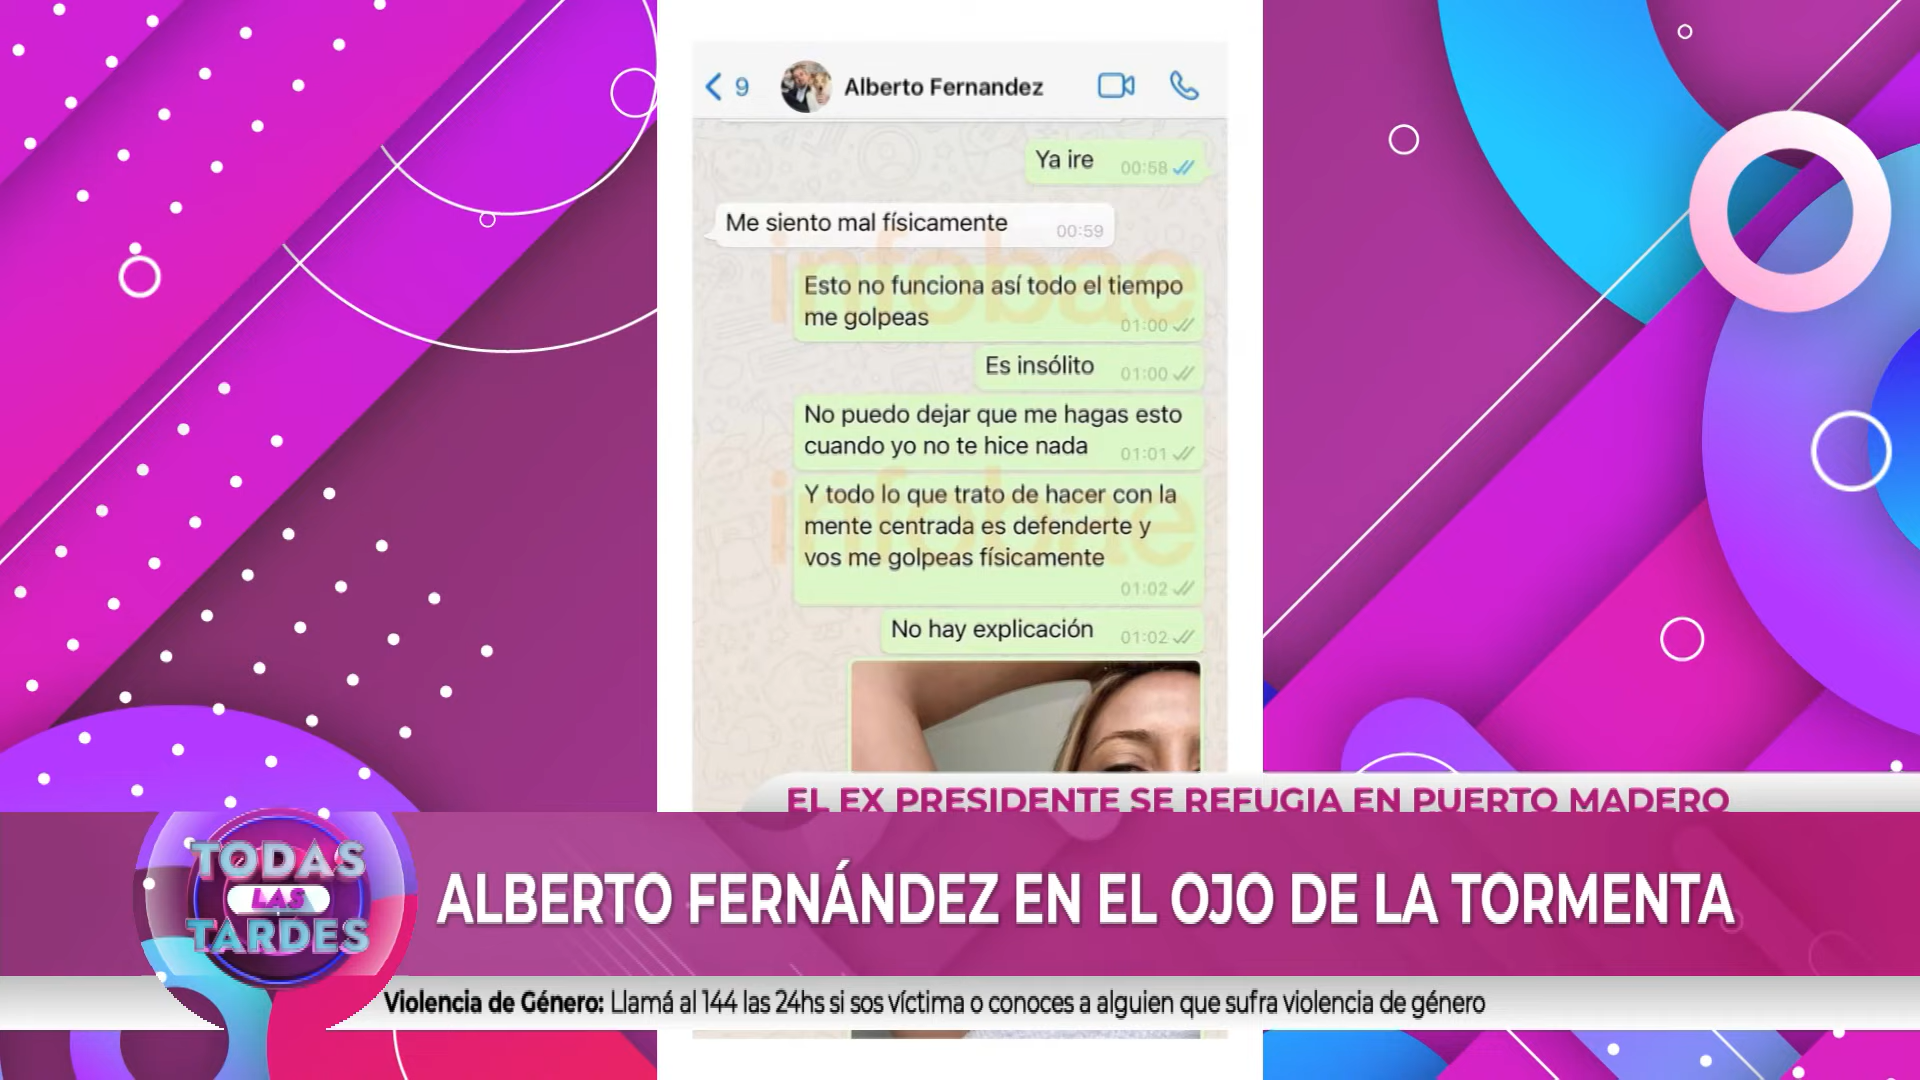 9 Alberto Fernandez
Ya ire 00:58
Me siento mal físicamente 00:59
infobae
Esto no funciona así todo el tiempo
me golpeas 01:00
Es insólito 01:00
No puedo dejar que me hagas esto
cuando yo no te hice nada 01:01
infobae
Y todo lo que trato de hacer con la
mente centrada es defenderte y
vos me golpeas físicamente
01:02
No hay explicación 01:02
EL EX PRESIDENTE SE REFUGIA EN PUERTO MADERO
TODAS
LAS
TARDES
ALBERTO FERNÁNDEZ EN EL OJO DE LA TORMENTA
Violencia de Género: Llamá al 144 las 24hs si sos víctima o conoces a alguien que sufra violencia de género